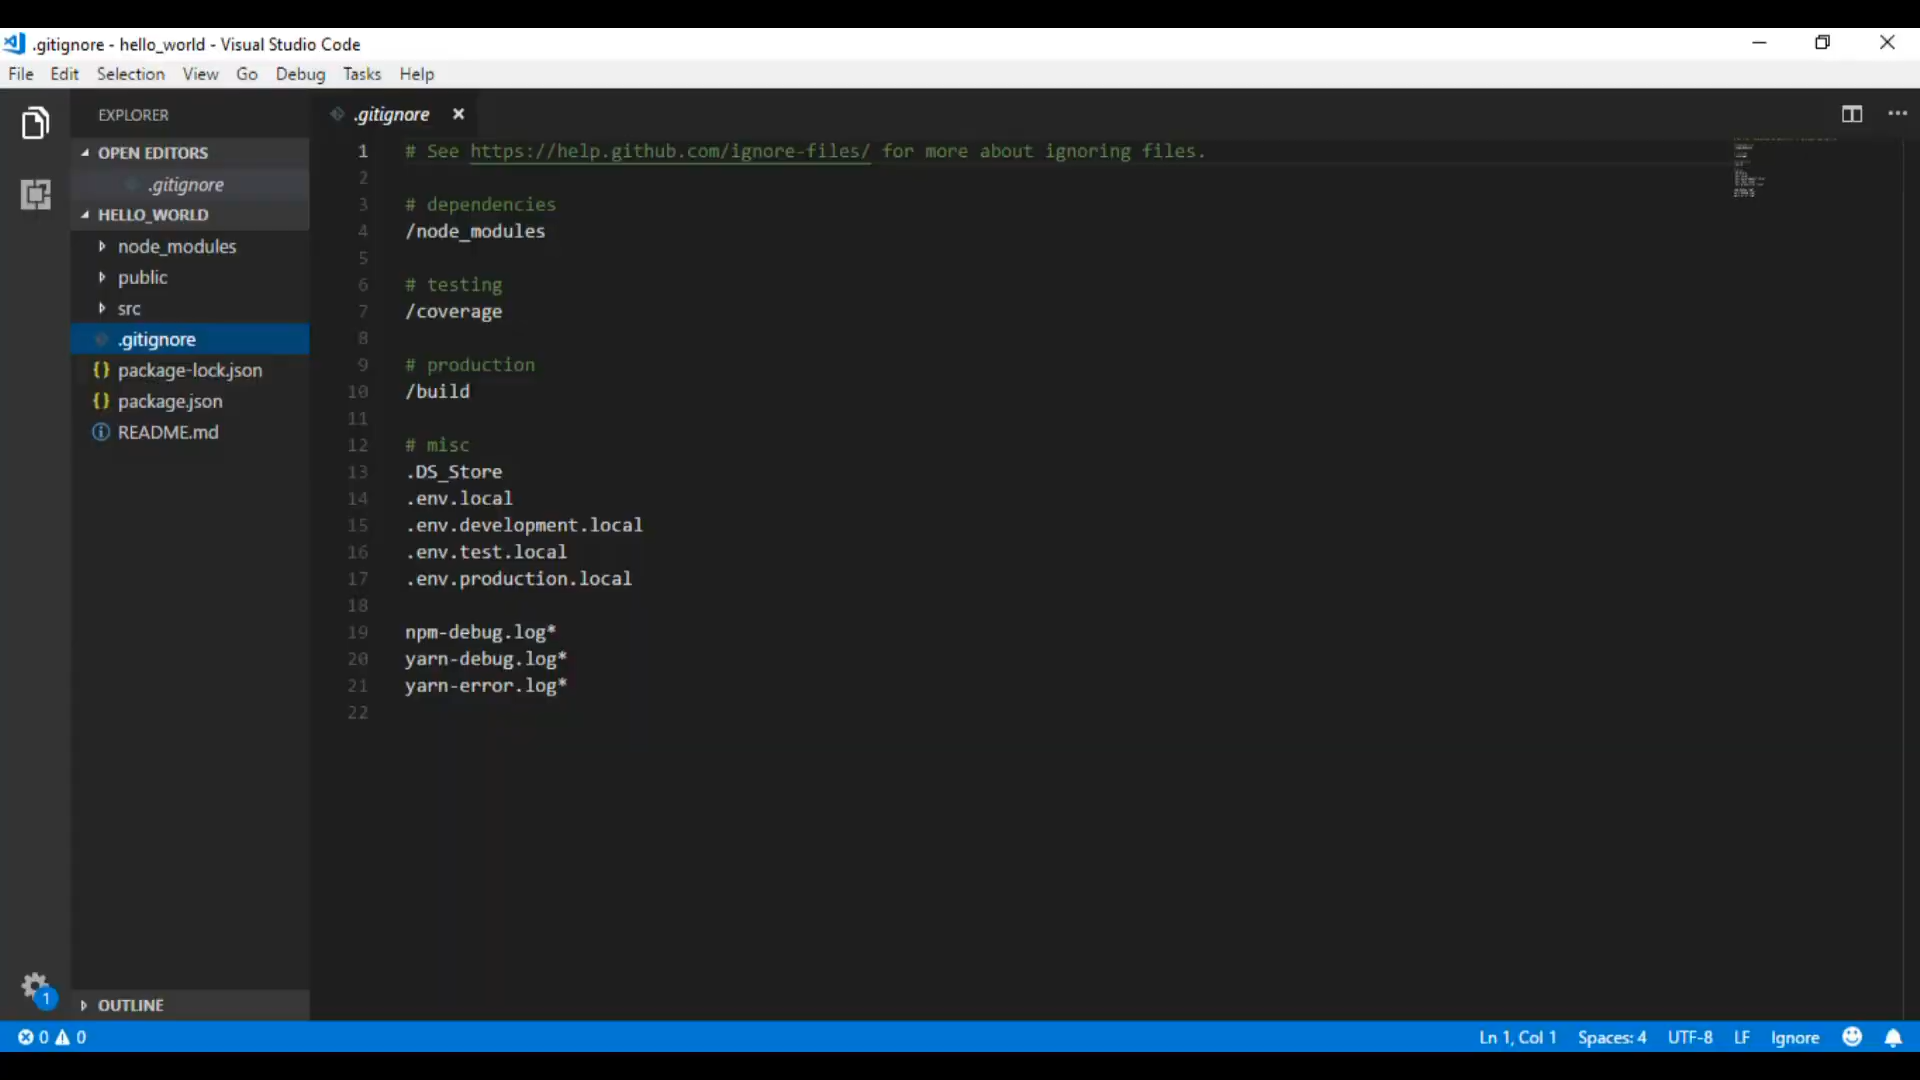 .gitignore - hello_world - Visual Studio Code
File Edit Selection View Go Debug Tasks Help
EXPLORER
OPEN EDITORS
.gitignore
HELLO_WORLD
node_modules
public
src
.gitignore
{} package-lock.json
{} package.json
README.md
OUTLINE
1
.gitignore
1 # See https://help.github.com/ignore-files/ for more about ignoring files.
2
3 # dependencies
4 /node_modules
5
6 # testing
7 /coverage
8
9 # production
10 /build
11
12 # misc
13 .DS_Store
14 .env.local
15 .env.development.local
16 .env.test.local
17 .env.production.local
18
19 npm-debug.log*
20 yarn-debug.log*
21 yarn-error.log*
22
0 0
Ln 1, Col 1 Spaces: 4 UTF-8 LF Ignore